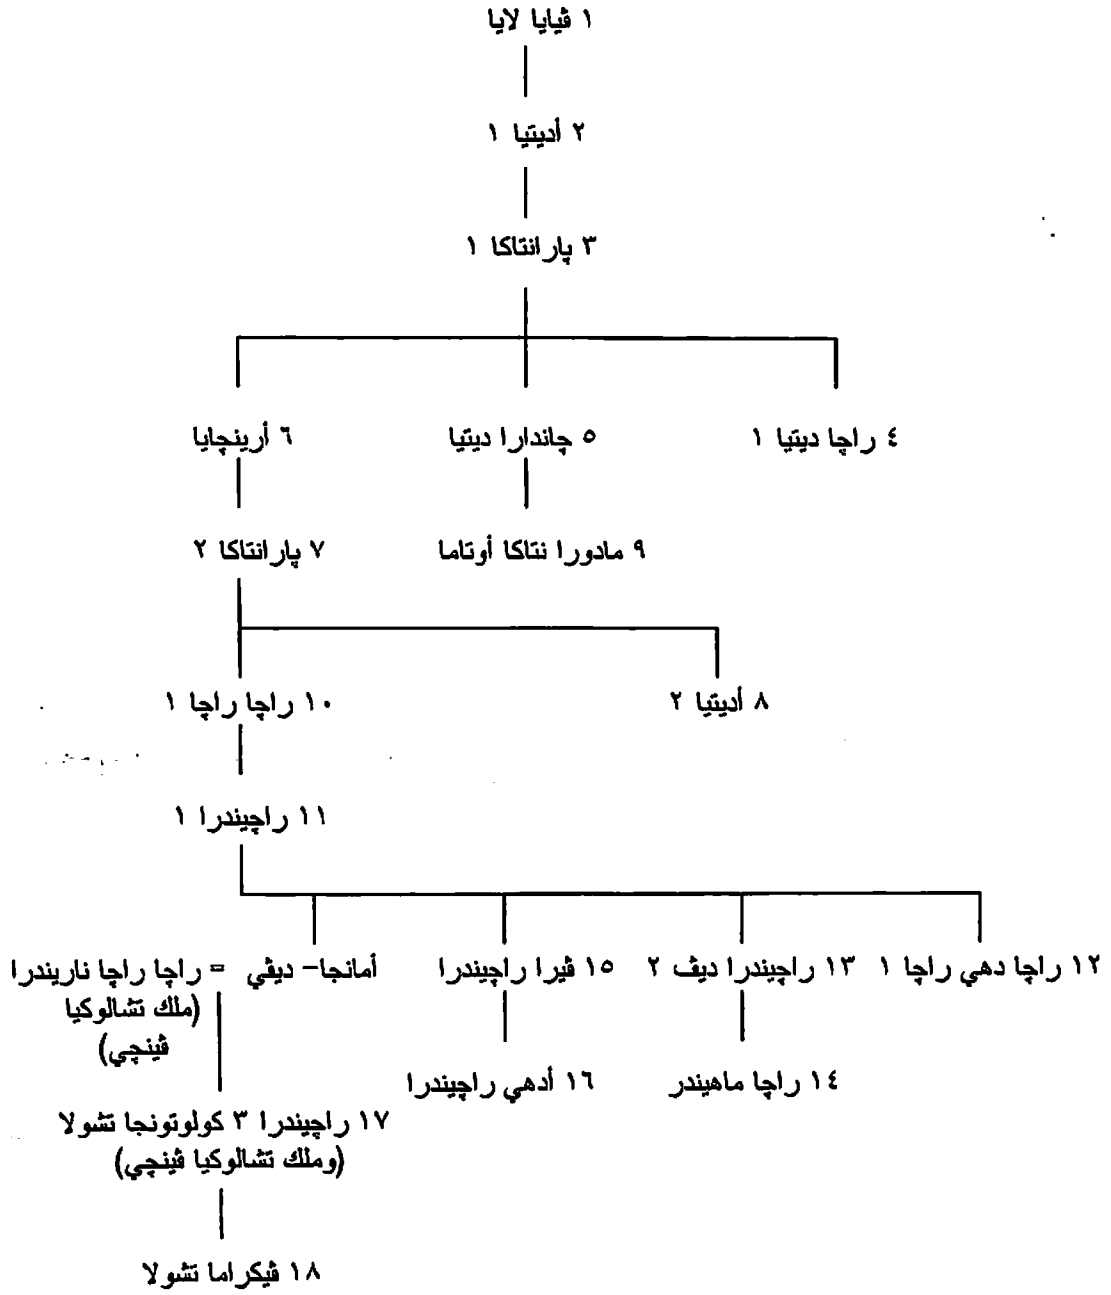 ١ ڤيايا لايا
٢ أديتيا ١
٣ پارانتاكا ١
٤ راچا ديتيا ١
٥ چاندارا ديتيا
٦ أرينچايا
٩ مادورا نتاكا أوتاما
٧ پارانتاكا ٢
٨ أديتيا ٢
١٠ راچا راچا ١
١١ راچيندرا ١
١٢ راچا دهي راچا ١
١٣ راچيندرا ديڤ ٢
١٥ ڤيرا راچيندرا
أمانجا- ديڤي
= راچا راچا ناريندرا
(ملك تشالوكيا
ڤينچي)
١٤ راچا ماهيندر
١٦ أدهي راچيندرا
١٧ راچيندرا ٣ كولوتونجا تشولا
(وملك تشالوكيا ڤينچي)
١٨ ڤيكراما تشولا